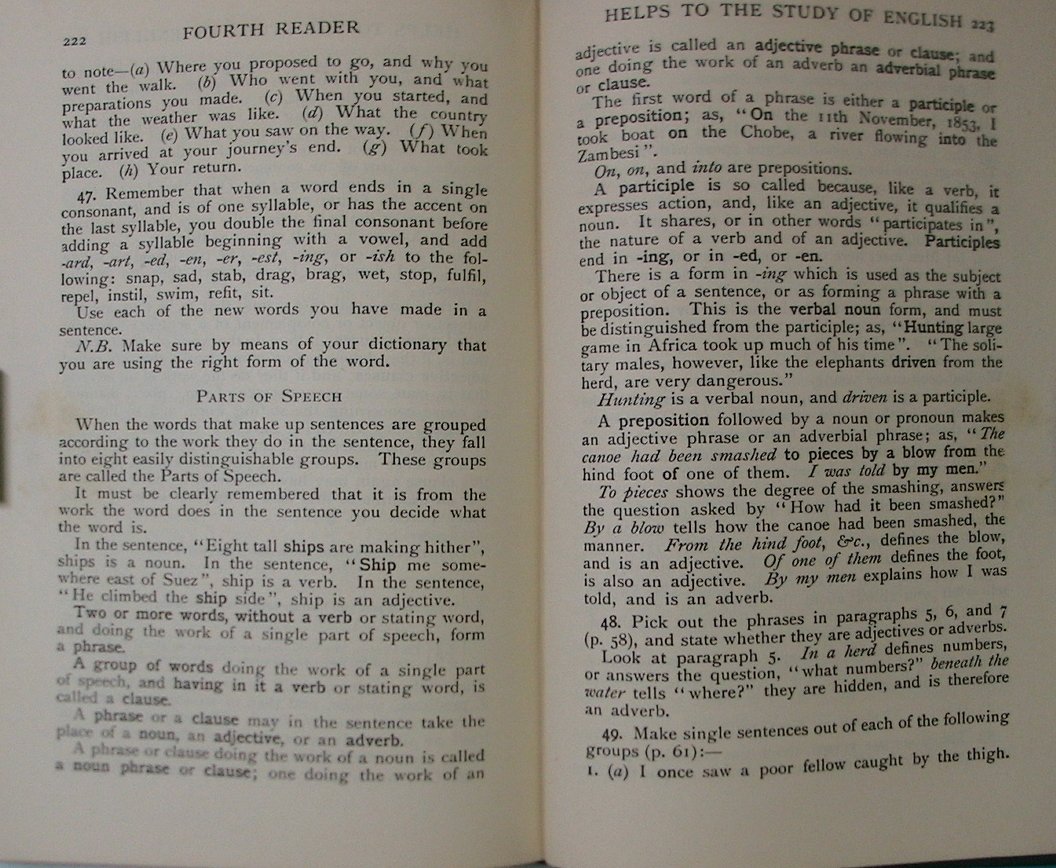 222
FOURTH READER
to note—(a) Where you proposed to go, and why you
went the walk. (b) Who went with you, and what
preparations you made. (c) When you started, and
what the weather was like. (d) What the country
looked like. (e) What you saw on the way. (f) When
you arrived at your journey's end. (g) What took
place. (h) Your return.
47. Remember that when a word ends in a single
consonant, and is of one syllable, or has the accent on
the last syllable, you double the final consonant before
adding a syllable beginning with a vowel, and add
-ard, -art, -ed, -en, -er, -est, -ing, or -ish to the fol-
lowing: snap, sad, stab, drag, brag, wet, stop, fulfil,
repel, instil, swim, refit, sit.
Use each of the new words you have made in a
sentence.
N.B. Make sure by means of your dictionary that
you are using the right form of the word.
PARTS OF SPEECH
When the words that make up sentences are grouped
according to the work they do in the sentence, they fall
into eight easily distinguishable groups. These groups
are called the Parts of Speech.
It must be clearly remembered that it is from the
work the word does in the sentence you decide what
the word is.
In the sentence, "Eight tall ships are making hither",
ships is a noun. In the sentence, "Ship me some-
where east of Suez", ship is a verb. In the sentence,
"He climbed the ship side", ship is an adjective.
Two or more words, without a verb or stating word,
and doing the work of a single part of speech, form
a phrase.
A group of words doing the work of a single part
of speech, and having in it a verb or stating word, is
called a clause.
A phrase or a clause may in the sentence take the
place of a noun, an adjective, or an adverb.
A phrase or clause doing the work of a noun is called
a noun phrase or clause; one doing the work of an
HELPS TO THE STUDY OF ENGLISH 223
adjective is called an adjective phrase or clause; and
one doing the work of an adverb an adverbial phrase
or clause.
The first word of a phrase is either a participle or
a preposition; as, "On the 11th November, 1853, I
took boat on the Chobe, a river flowing into the
Zambesi".
On, on, and into are prepositions.
A participle is so called because, like a verb, it
expresses action, and, like an adjective, it qualifies a
noun. It shares, or in other words "participates in",
the nature of a verb and of an adjective. Participles
end in -ing, or in -ed, or -en.
There is a form in -ing which is used as the subject
or object of a sentence, or as forming a phrase with a
preposition. This is the verbal noun form, and must
be distinguished from the participle; as, "Hunting large
game in Africa took up much of his time". "The soli-
tary males, however, like the elephants driven from the
herd, are very dangerous."
Hunting is a verbal noun, and driven is a participle.
A preposition followed by a noun or pronoun makes
an adjective phrase or an adverbial phrase; as, "The
canoe had been smashed to pieces by a blow from the
hind foot of one of them. I was told by my men."
To pieces shows the degree of the smashing, answers
the question asked by "How had it been smashed?"
By a blow tells how the canoe had been smashed, the
manner. From the hind foot, &c., defines the blow,
and is an adjective. Of one of them defines the foot,
is also an adjective. By my men explains how I was
told, and is an adverb.
48. Pick out the phrases in paragraphs 5, 6, and 7
(p. 58), and state whether they are adjectives or adverbs.
Look at paragraph 5. In a herd defines numbers,
or answers the question, "what numbers?" beneath the
water tells "where?" they are hidden, and is therefore
an adverb.
49. Make single sentences out of each of the following
groups (p. 61):—
1. (a) I once saw a poor fellow caught by the thigh.